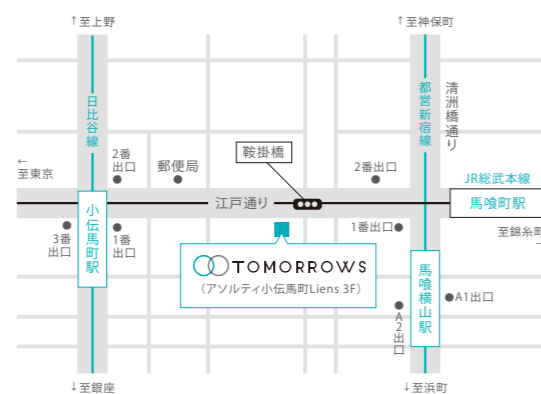 ↑至上野
↑至神保町
日比谷線
都営新宿線
清洲橋通り
2番
出口
郵便局
鞍掛橋
2番出口
←
至東京
JR総武本線
馬喰町駅
小伝馬町駅
江戸通り
3番
出口
1番
出口
1番出口
至錦糸町
→
TOMORROWS
（アソルティ小伝馬町Liens 3F）
馬喰横山駅
A1出口
A2出口
↓至銀座
↓至浜町